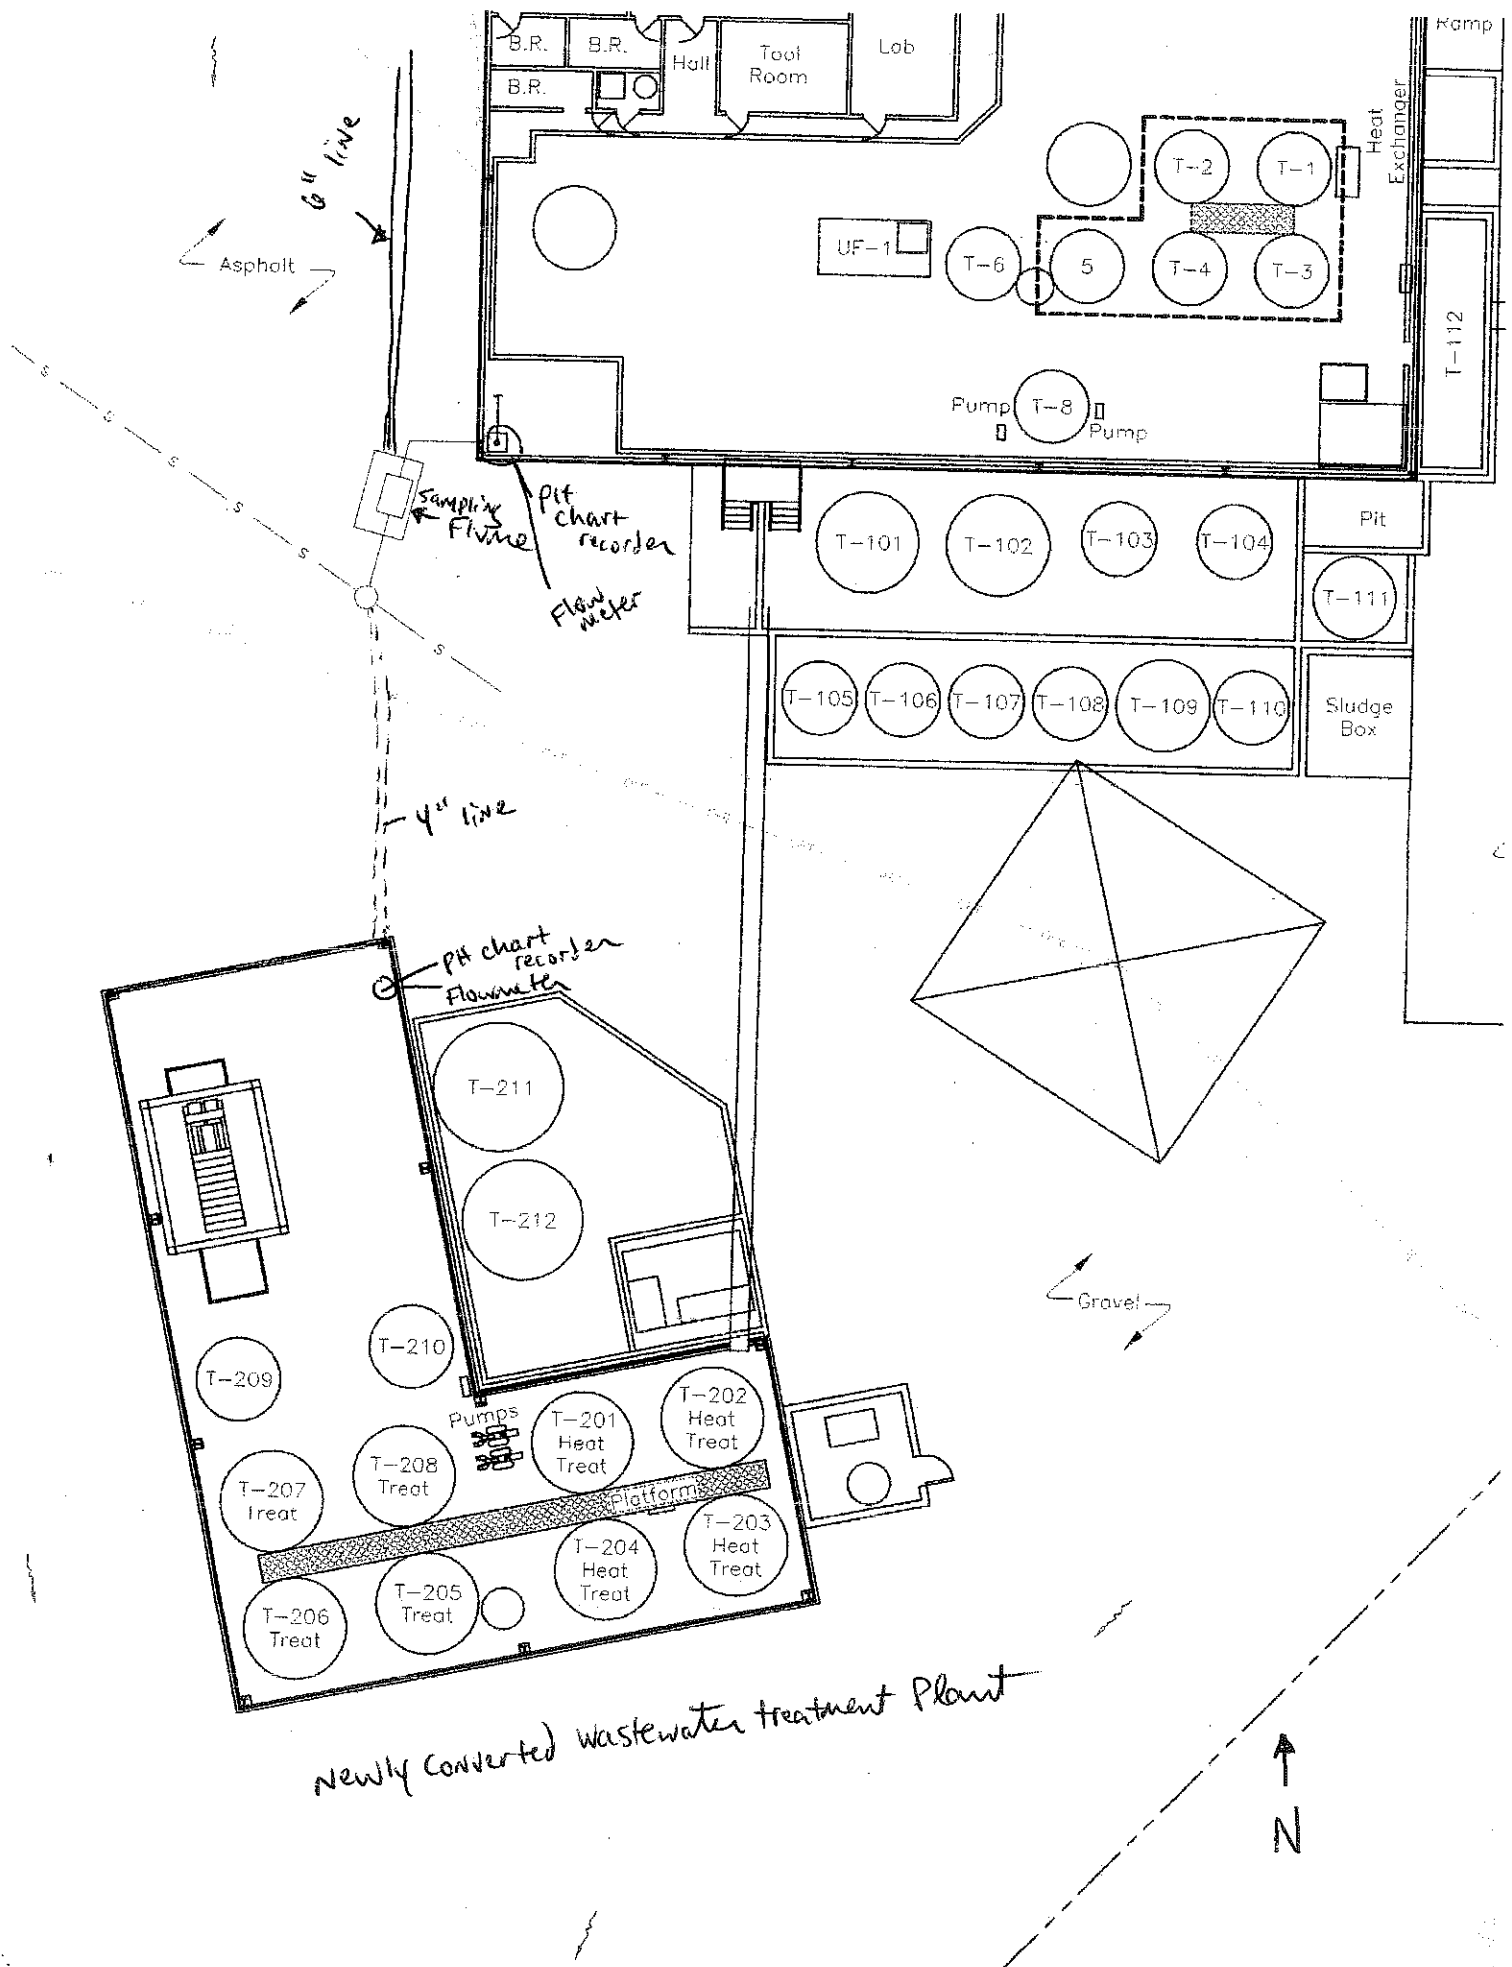 B.R.
B.R.
Hall
Tool
Room
Lab
Ramp
B.R.
Heat
Exchanger
6" line
T-2
T-1
Asphalt
UF-1
T-6
5
T-4
T-3
T-112
Pump
T-8
Pump
Sampling
Flume
pH
chart
recorder
Flow
meter
T-101
T-102
T-103
T-104
Pit
T-111
S
S
S
S
S
S
T-105
T-106
T-107
T-108
T-109
T-110
Sludge
Box
4" line
pH chart
recorder
Flowmeter
T-211
T-212
Gravel
T-210
T-209
Pumps
T-201
Heat
Treat
T-202
Heat
Treat
T-207
Treat
T-208
Treat
Platform
T-203
Heat
Treat
T-204
Heat
Treat
T-205
Treat
T-206
Treat
Newly Converted Wastewater treatment Plant
N